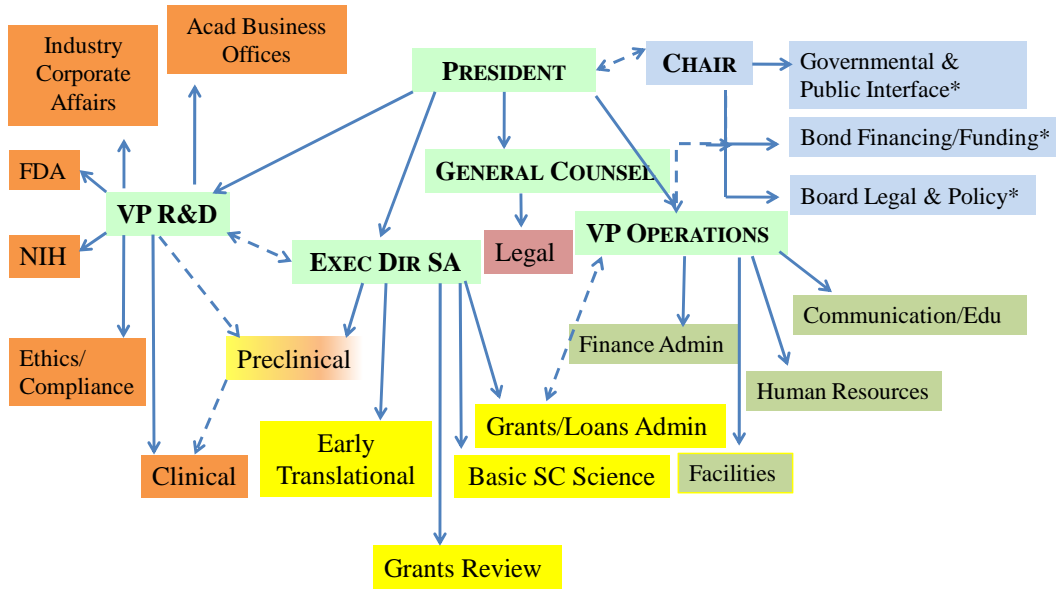 Industry
Corporate
Affairs
Acad Business
Offices
PRESIDENT
CHAIR
Governmental &
Public Interface*
Bond Financing/Funding*
Board Legal & Policy*
FDA
VP R&D
NIH
GENERAL COUNSEL
Legal
VP OPERATIONS
EXEC DIR SA
Ethics/
Compliance
Preclinical
Finance Admin
Communication/Edu
Human Resources
Clinical
Early
Translational
Grants/Loans Admin
Basic SC Science
Facilities
Grants Review